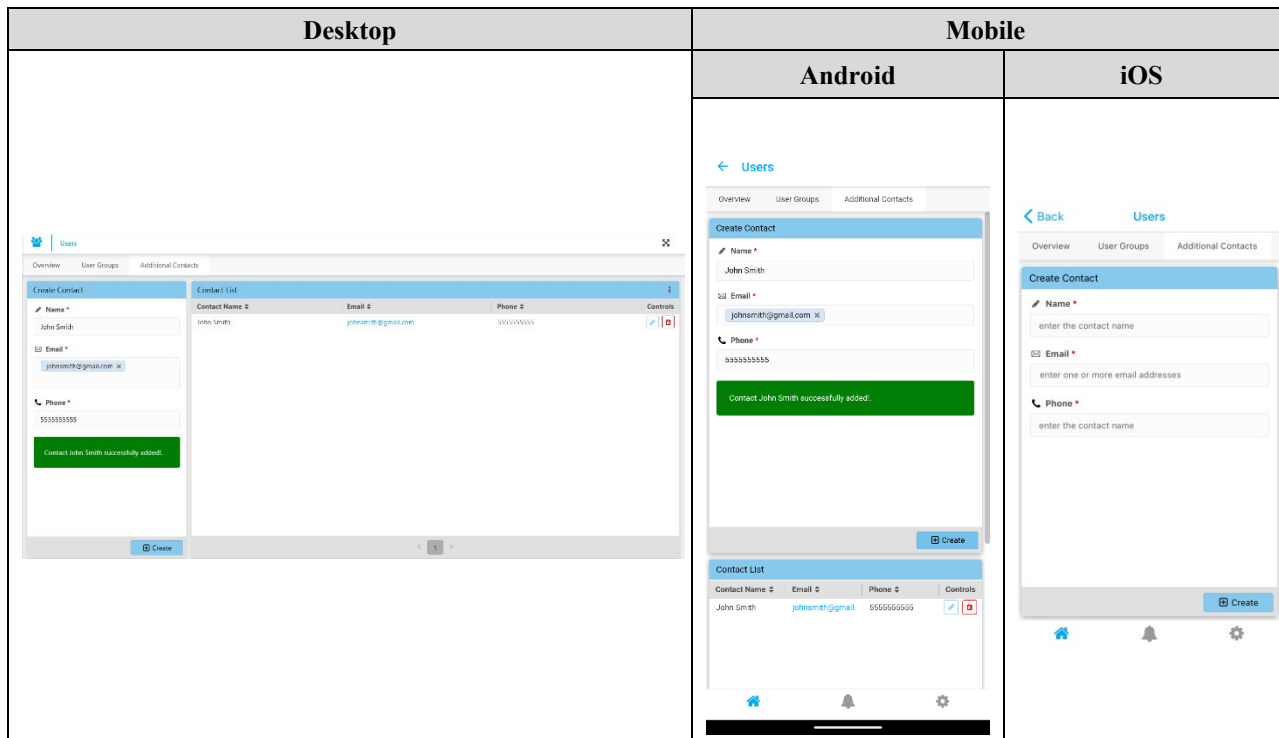 Desktop
Mobile
Android
iOS
Users
Overview User Groups Additional Contacts
Create Contact
Name *
John Smith
Email *
johnsmith@gmail.com ×
Phone *
5555555555
Contact John Smith successfully added!.
Create
Contact List
Contact Name Email Phone Controls
John Smith johnsmith@gmail.com 5555555555
1
Users
Overview User Groups Additional Contacts
Create Contact
Name *
John Smith
Email *
johnsmith@gmail.com ×
Phone *
5555555555
Contact John Smith successfully added!.
Create
Contact List
Contact Name Email Phone Controls
John Smith johnsmith@gmail. 5555555555
Back Users
Overview User Groups Additional Contacts
Create Contact
Name *
enter the contact name
Email *
enter one or more email addresses
Phone *
enter the contact name
Create